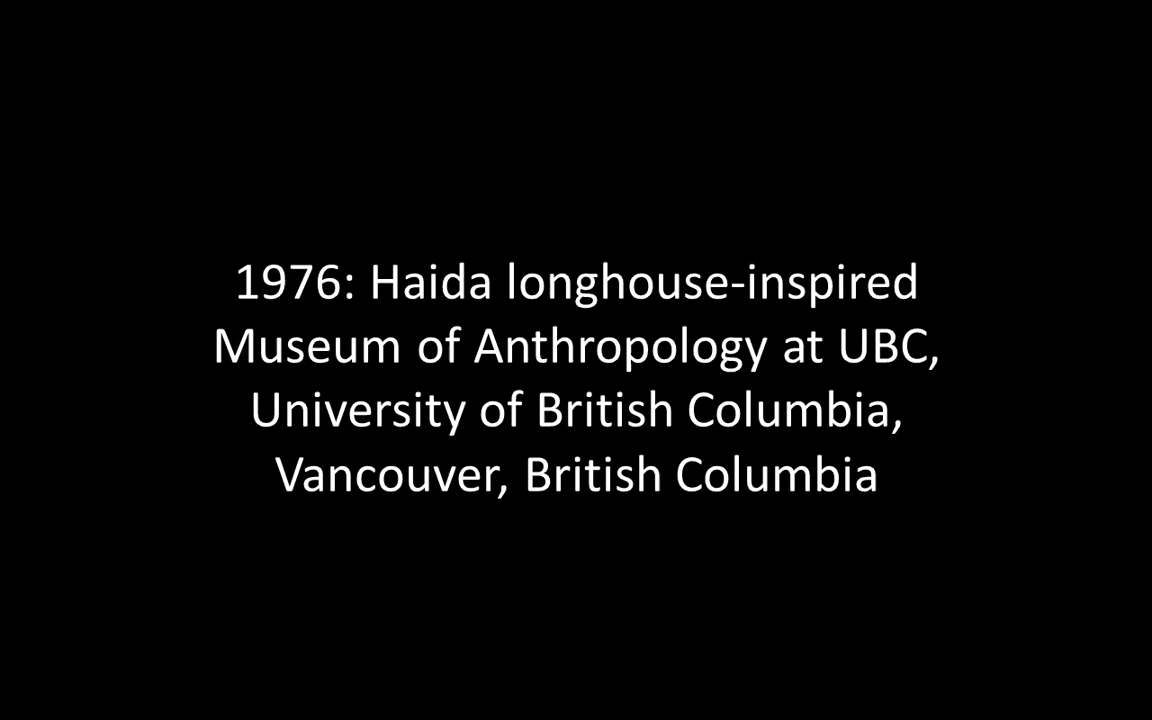 1976: Haida longhouse-inspired
Museum of Anthropology at UBC,
University of British Columbia,
Vancouver, British Columbia